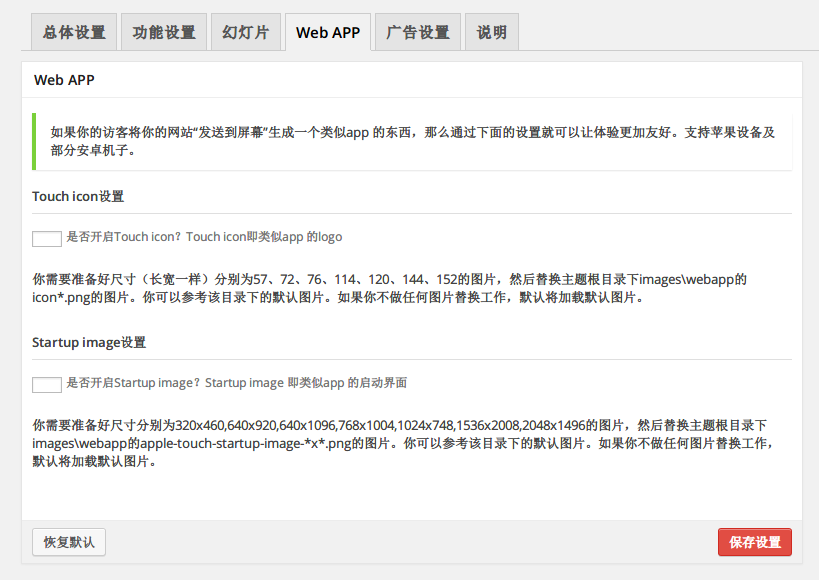 总体设置 功能设置 幻灯片 Web APP 广告设置 说明
Web APP
如果你的访客将你的网站“发送到屏幕”生成一个类似app 的东西，那么通过下面的设置就可以让体验更加友好。支持苹果设备及
部分安卓机子。
Touch icon设置
是否开启Touch icon？Touch icon即类似app 的logo
你需要准备好尺寸（长宽一样）分别为57、72、76、114、120、144、152的图片，然后替换主题根目录下images\webapp的
icon*.png的图片。你可以参考该目录下的默认图片。如果你不做任何图片替换工作，默认将加载默认图片。
Startup image设置
是否开启Startup image？Startup image 即类似app 的启动界面
你需要准备好尺寸分别为320x460,640x920,640x1096,768x1004,1024x748,1536x2008,2048x1496的图片，然后替换主题根目录下
images\webapp的apple-touch-startup-image-*x*.png的图片。你可以参考该目录下的默认图片。如果你不做任何图片替换工作，
默认将加载默认图片。
恢复默认 保存设置